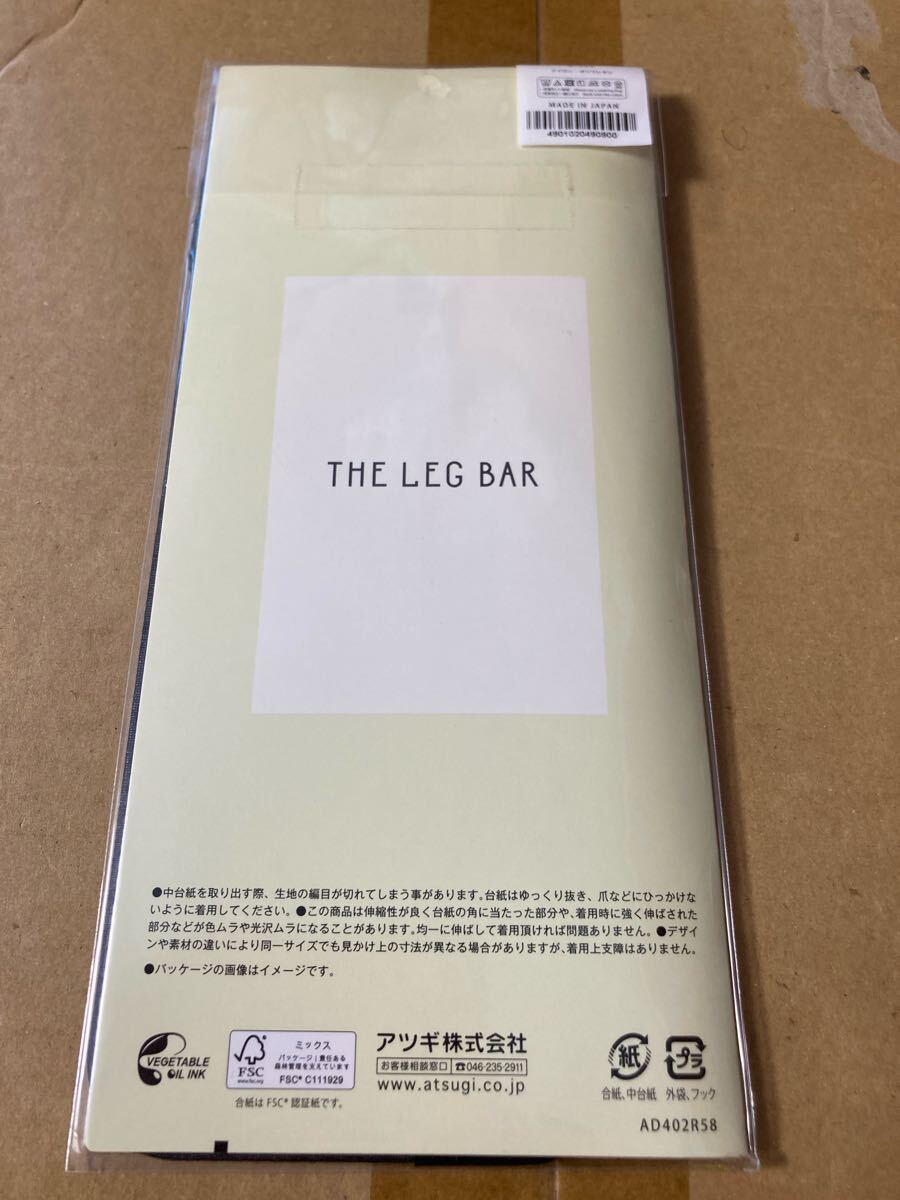 MADE IN JAPAN
4901020490800
THE LEG BAR
●中台紙を取り出す際、生地の編目が切れてしまう事があります。台紙はゆっくり抜き、爪などにひっかけな
いように着用してください。●この商品は伸縮性が良く台紙の角に当たった部分や、着用時に強く伸ばされた
部分などが色ムラや光沢ムラになることがあります。均一に伸ばして着用頂ければ問題ありません。●デザイ
ンや素材の違いにより同一サイズでも見かけ上の寸法が異なる場合がありますが、着用上支障はありません。
●パッケージの画像はイメージです。
VEGETABLE
OIL INK
FSC
www.fsc.org
ミックス
パッケージ|責任ある
森林管理を支えています
FSC® C111929
台紙はFSC®認証紙です。
アツギ株式会社
お客様相談窓口 ☎046-235-2911
www.atsugi.co.jp
紙
台紙、中台紙
プラ
外袋、フック
AD402R58